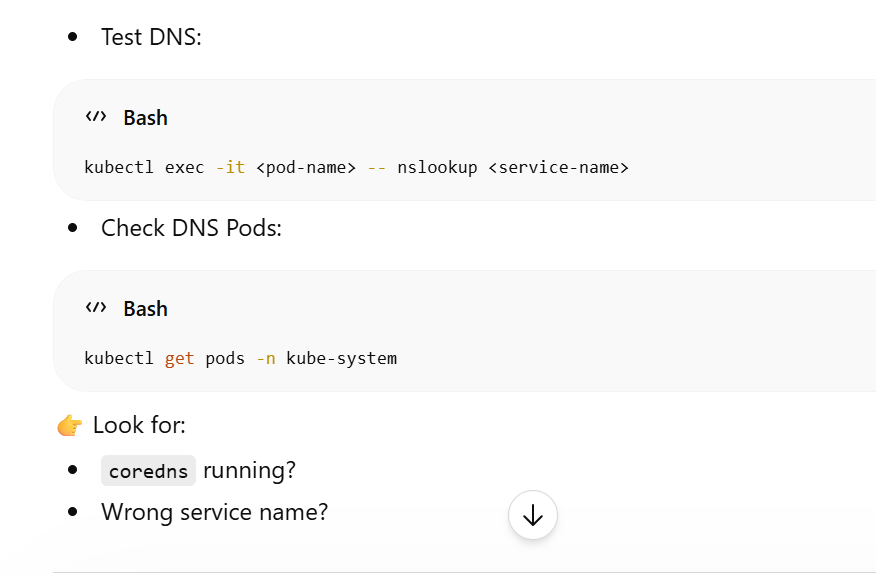 Test DNS:
Bash
kubectl exec -it <pod-name> -- nslookup <service-name>
Check DNS Pods:
Bash
kubectl get pods -n kube-system
Look for:
coredns running?
Wrong service name?